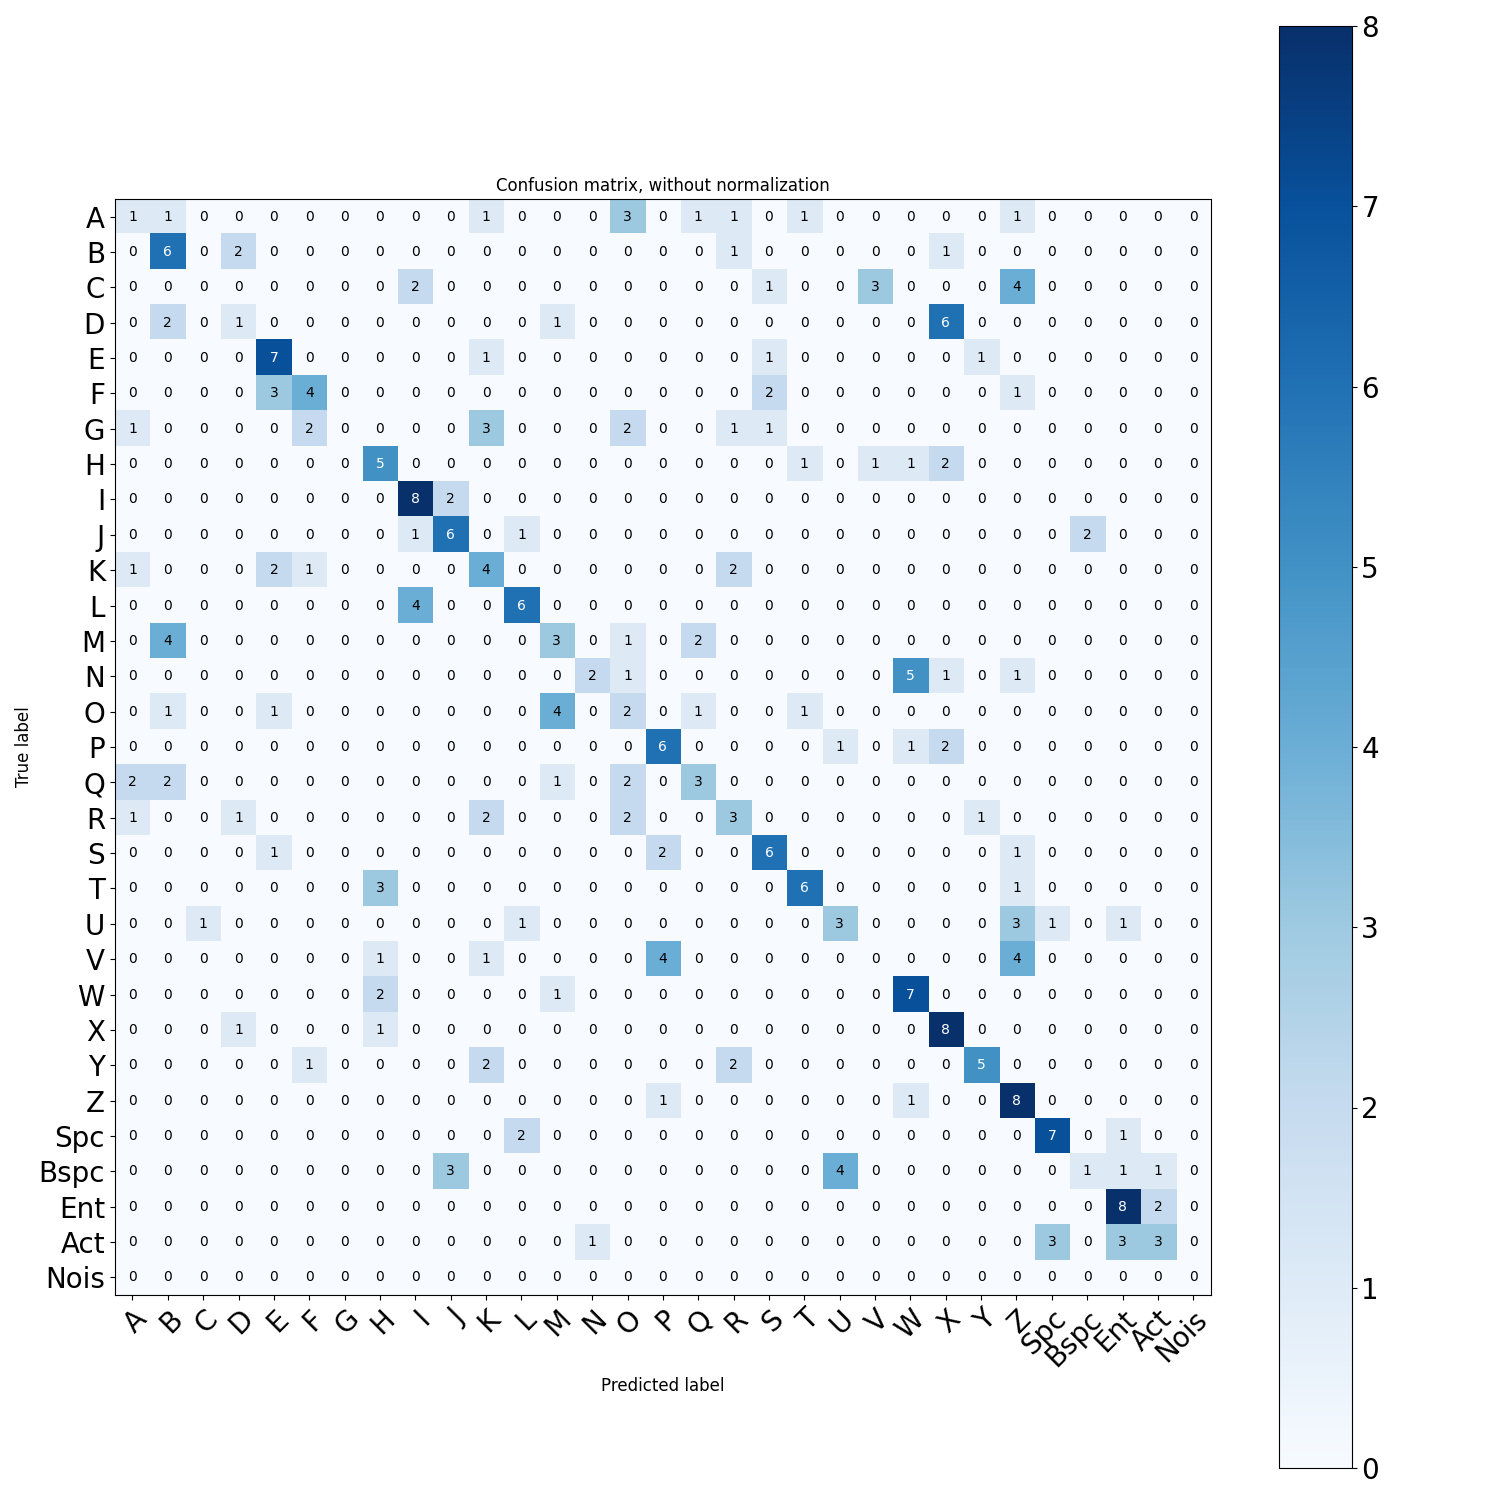 Confusion matrix, without normalization
A 1 1 0 0 0 0 0 0 0 0 1 0 0 0 3 0 1 1 0 1 0 0 0 0 0 1 0 0 0 0 0
B 0 6 0 2 0 0 0 0 0 0 0 0 0 0 0 0 0 1 0 0 0 0 0 1 0 0 0 0 0 0 0
C 0 0 0 0 0 0 0 0 2 0 0 0 0 0 0 0 0 0 1 0 0 3 0 0 0 4 0 0 0 0 0
D 0 2 0 1 0 0 0 0 0 0 0 0 1 0 0 0 0 0 0 0 0 0 0 6 0 0 0 0 0 0 0
E 0 0 0 0 7 0 0 0 0 0 1 0 0 0 0 0 0 0 1 0 0 0 0 0 1 0 0 0 0 0 0
F 0 0 0 0 3 4 0 0 0 0 0 0 0 0 0 0 0 0 2 0 0 0 0 0 0 1 0 0 0 0 0
G 1 0 0 0 0 2 0 0 0 0 3 0 0 0 2 0 0 1 1 0 0 0 0 0 0 0 0 0 0 0 0
H 0 0 0 0 0 0 0 5 0 0 0 0 0 0 0 0 0 0 0 1 0 1 1 2 0 0 0 0 0 0 0
I 0 0 0 0 0 0 0 0 8 2 0 0 0 0 0 0 0 0 0 0 0 0 0 0 0 0 0 0 0 0 0
J 0 0 0 0 0 0 0 0 1 6 0 1 0 0 0 0 0 0 0 0 0 0 0 0 0 0 0 2 0 0 0
K 1 0 0 0 2 1 0 0 0 0 4 0 0 0 0 0 0 2 0 0 0 0 0 0 0 0 0 0 0 0 0
L 0 0 0 0 0 0 0 0 4 0 0 6 0 0 0 0 0 0 0 0 0 0 0 0 0 0 0 0 0 0 0
M 0 4 0 0 0 0 0 0 0 0 0 0 3 0 1 0 2 0 0 0 0 0 0 0 0 0 0 0 0 0 0
N 0 0 0 0 0 0 0 0 0 0 0 0 0 2 1 0 0 0 0 0 0 0 5 1 0 1 0 0 0 0 0
O 0 1 0 0 1 0 0 0 0 0 0 0 4 0 2 0 1 0 0 1 0 0 0 0 0 0 0 0 0 0 0
P 0 0 0 0 0 0 0 0 0 0 0 0 0 0 0 6 0 0 0 0 1 0 1 2 0 0 0 0 0 0 0
Q 2 2 0 0 0 0 0 0 0 0 0 0 1 0 2 0 3 0 0 0 0 0 0 0 0 0 0 0 0 0 0
R 1 0 0 1 0 0 0 0 0 0 2 0 0 0 2 0 0 3 0 0 0 0 0 0 1 0 0 0 0 0 0
S 0 0 0 0 1 0 0 0 0 0 0 0 0 0 0 2 0 0 6 0 0 0 0 0 0 1 0 0 0 0 0
T 0 0 0 0 0 0 0 3 0 0 0 0 0 0 0 0 0 0 0 6 0 0 0 0 0 1 0 0 0 0 0
U 0 0 1 0 0 0 0 0 0 0 0 1 0 0 0 0 0 0 0 0 3 0 0 0 0 3 1 0 1 0 0
V 0 0 0 0 0 0 0 1 0 0 1 0 0 0 0 4 0 0 0 0 0 0 0 0 0 4 0 0 0 0 0
W 0 0 0 0 0 0 0 2 0 0 0 0 1 0 0 0 0 0 0 0 0 0 7 0 0 0 0 0 0 0 0
X 0 0 0 1 0 0 0 1 0 0 0 0 0 0 0 0 0 0 0 0 0 0 0 8 0 0 0 0 0 0 0
Y 0 0 0 0 0 1 0 0 0 0 2 0 0 0 0 0 0 2 0 0 0 0 0 0 5 0 0 0 0 0 0
Z 0 0 0 0 0 0 0 0 0 0 0 0 0 0 0 1 0 0 0 0 0 0 1 0 0 8 0 0 0 0 0
Spc 0 0 0 0 0 0 0 0 0 0 0 2 0 0 0 0 0 0 0 0 0 0 0 0 0 0 7 0 1 0 0
Bspc 0 0 0 0 0 0 0 0 0 3 0 0 0 0 0 0 0 0 0 0 4 0 0 0 0 0 0 1 1 1 0
Ent 0 0 0 0 0 0 0 0 0 0 0 0 0 0 0 0 0 0 0 0 0 0 0 0 0 0 0 0 8 2 0
Act 0 0 0 0 0 0 0 0 0 0 0 0 0 1 0 0 0 0 0 0 0 0 0 0 0 0 3 0 3 3 0
Nois 0 0 0 0 0 0 0 0 0 0 0 0 0 0 0 0 0 0 0 0 0 0 0 0 0 0 0 0 0 0 0
A B C D E F G H I J K L M N O P Q R S T U V W X Y Z Spc Bspc Ent Act Nois
Predicted label
True label
8
7
6
5
4
3
2
1
0